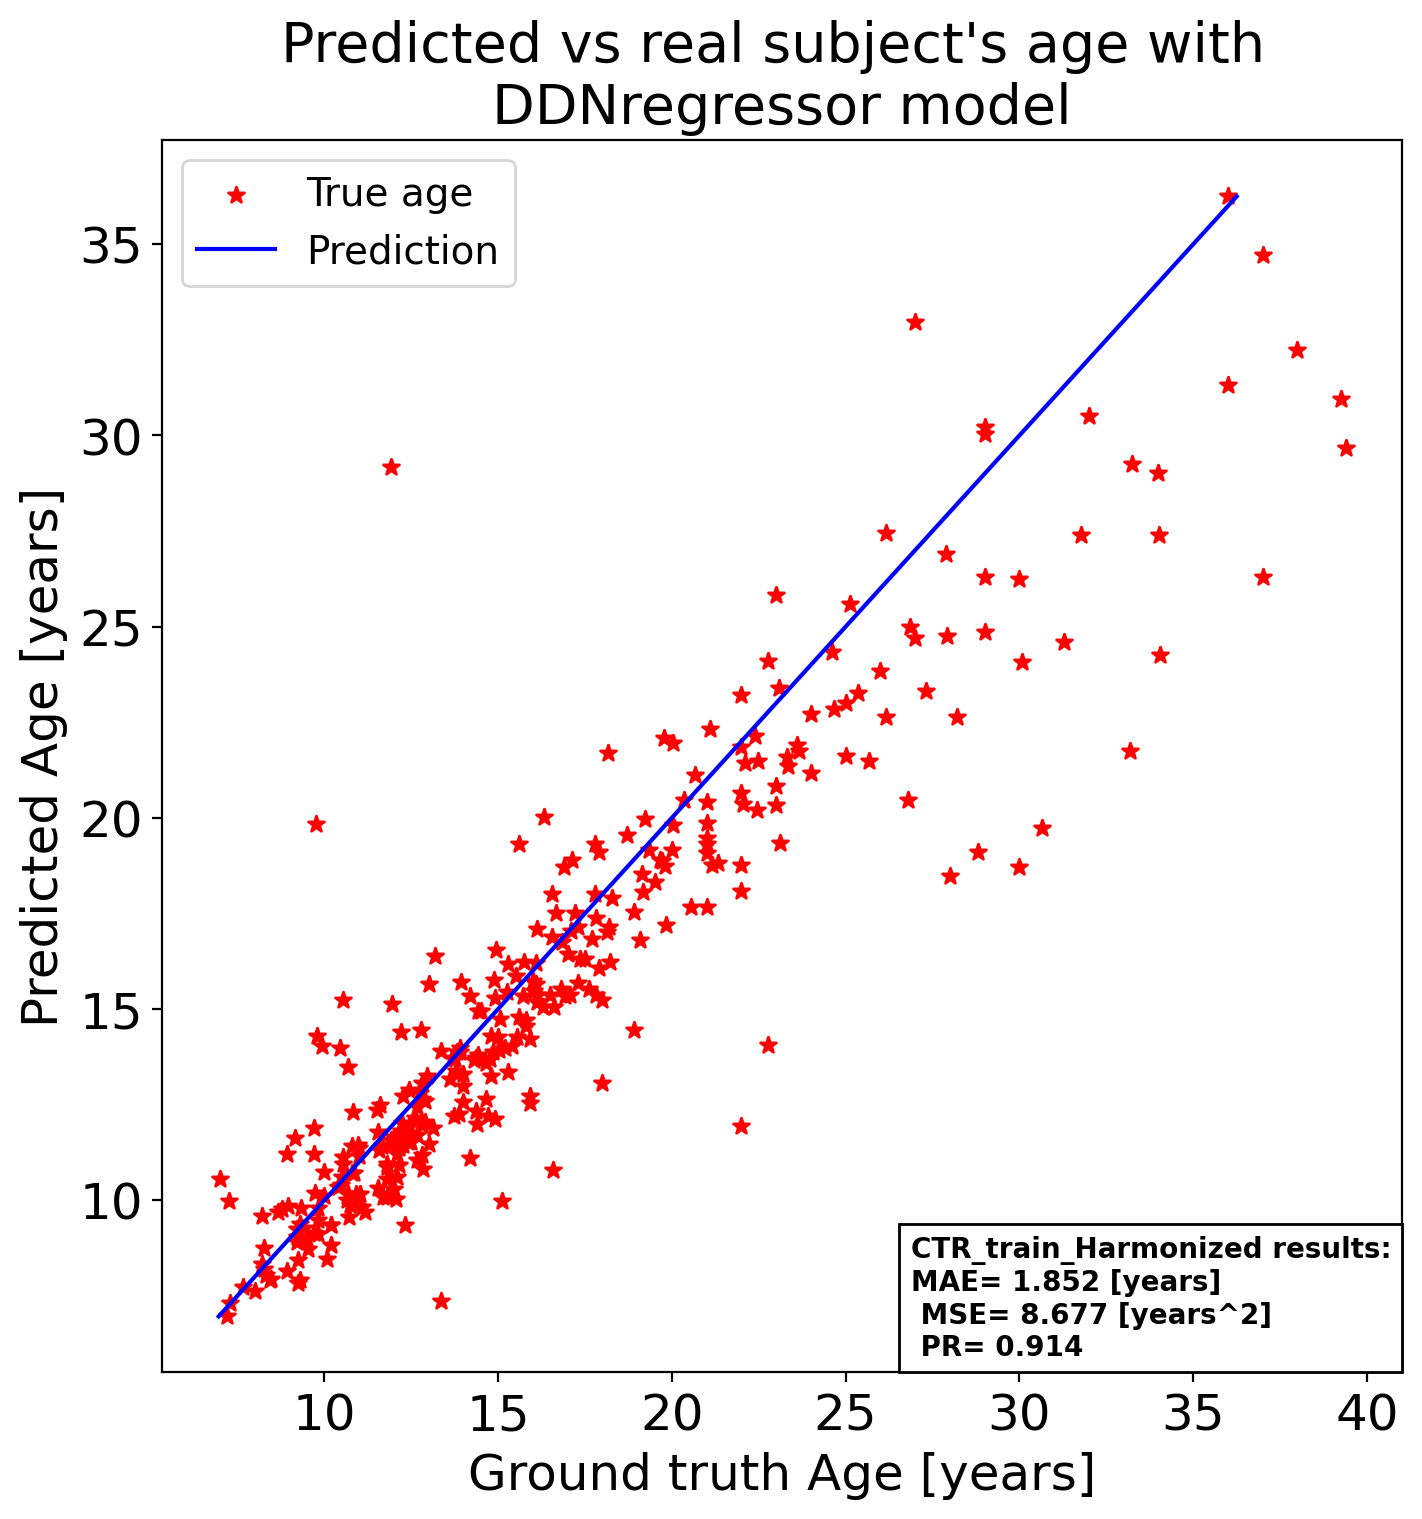 Predicted vs real subject's age with
DDNregressor model
True age
Prediction
Predicted Age [years]
35
30
25
20
15
10
CTR_train_Harmonized results:
MAE= 1.852 [years]
MSE= 8.677 [years^2]
PR= 0.914
10 15 20 25 30 35 40
Ground truth Age [years]